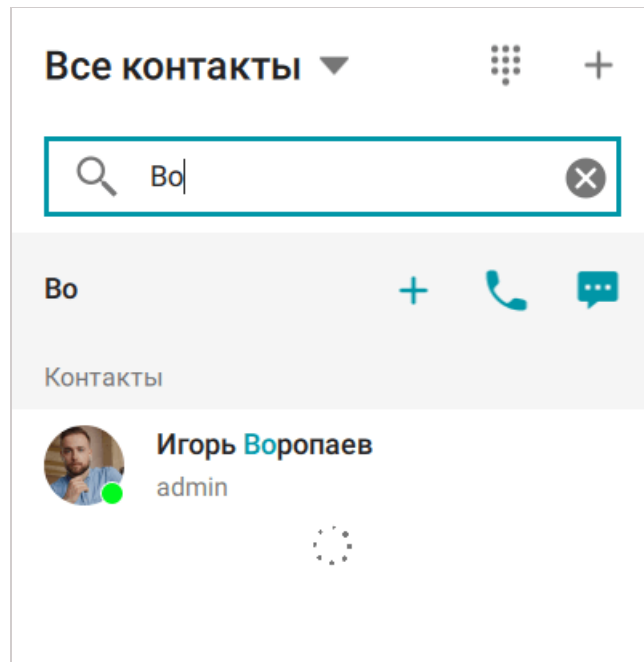 Все контакты
Во
Во
Контакты
Игорь Воропаев
admin